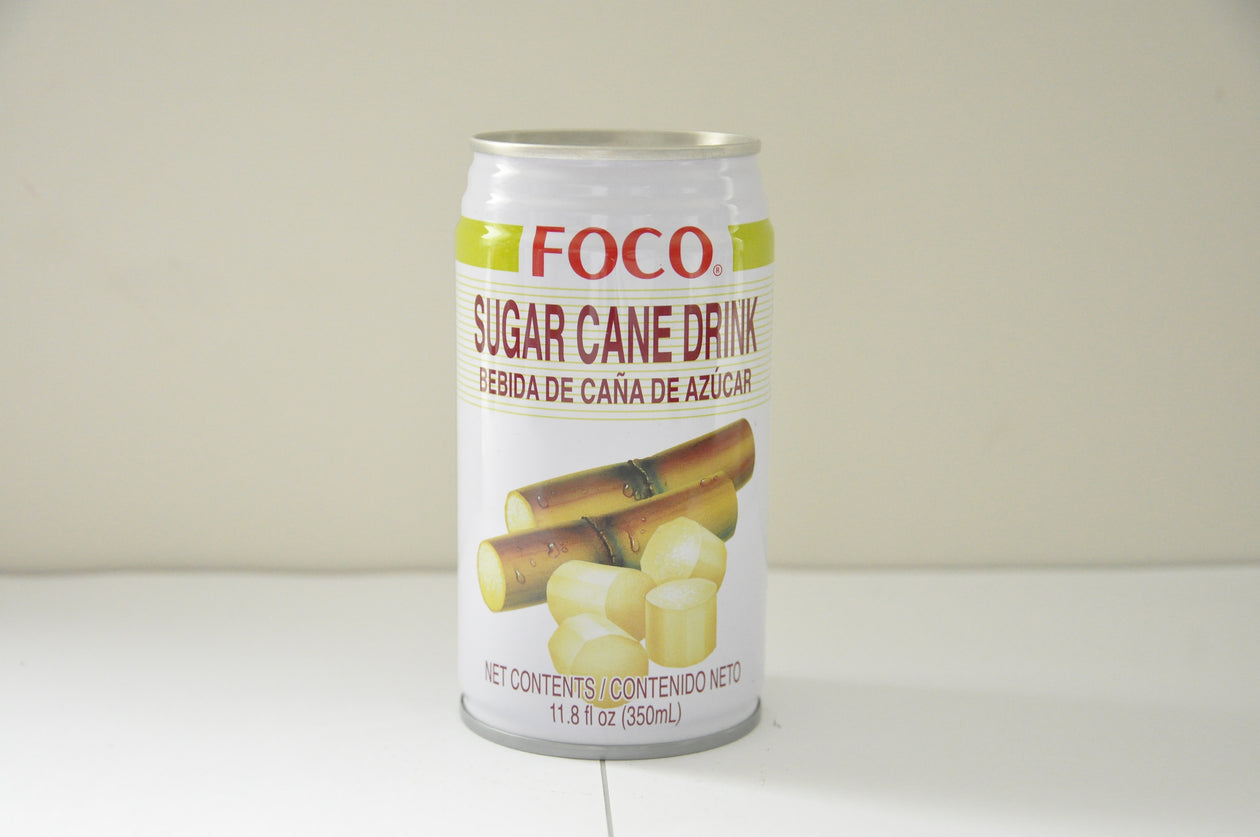 FOCO®
SUGAR CANE DRINK
BEBIDA DE CAÑA DE AZÚCAR
NET CONTENTS / CONTENIDO NETO
11.8 fl oz (350mL)